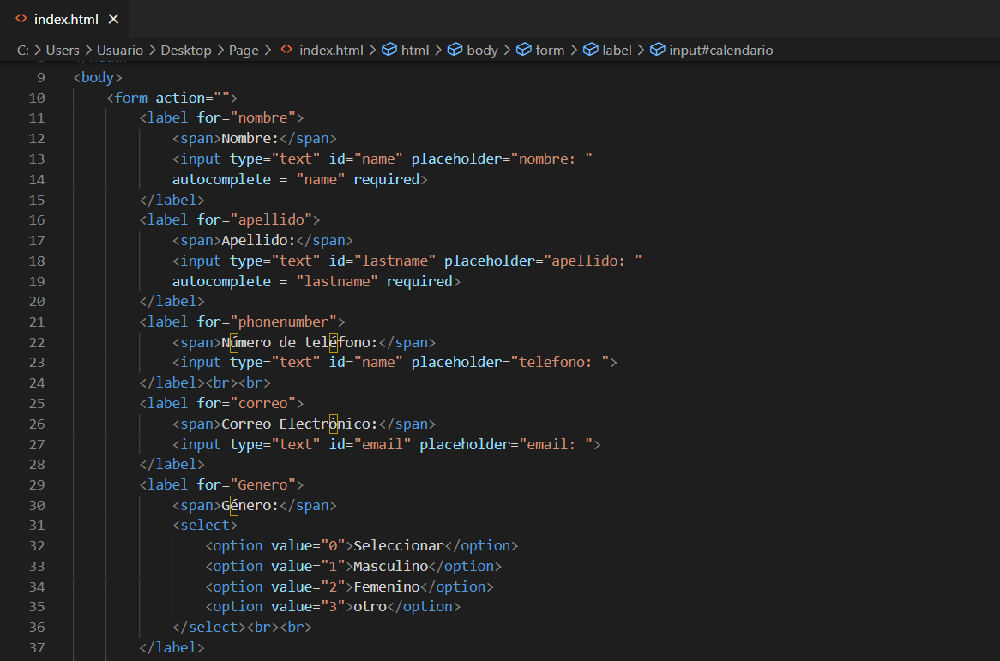 index.html
C: > Users > Usuario > Desktop > Page > index.html > html > body > form > label > input#calendario
9 <body>
10 <form action="">
11 <label for="nombre">
12 <span>Nombre:</span>
13 <input type="text" id="name" placeholder="nombre: "
14 autocomplete = "name" required>
15 </label>
16 <label for="apellido">
17 <span>Apellido:</span>
18 <input type="text" id="lastname" placeholder="apellido: "
19 autocomplete = "lastname" required>
20 </label>
21 <label for="phonenumber">
22 <span>Número de teléfono:</span>
23 <input type="text" id="name" placeholder="telefono: ">
24 </label><br><br>
25 <label for="correo">
26 <span>Correo Electrónico:</span>
27 <input type="text" id="email" placeholder="email: ">
28 </label>
29 <label for="Genero">
30 <span>Género:</span>
31 <select>
32 <option value="0">Seleccionar</option>
33 <option value="1">Masculino</option>
34 <option value="2">Femenino</option>
35 <option value="3">otro</option>
36 </select><br><br>
37 </label>